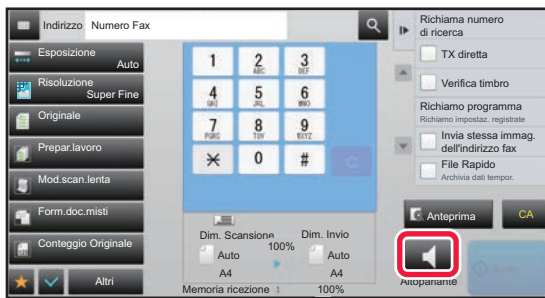 Indirizzo Numero Fax
Esposizione
Auto
Risoluzione
Super Fine
Originale
Prepar.lavoro
Mod.scan.lenta
Form.doc.misti
Conteggio Originale
Altri
1
2
ABC
3
DEF
4
GHI
5
JKL
6
MNO
7
PQRS
8
TUV
9
WXYZ
0
#
C
Dim. Scansione
100%
Dim. Invio
Auto
Auto
A4
A4
Memoria ricezione : 100%
Richiama numero
di ricerca
TX diretta
Verifica timbro
Richiamo programma
Richiamo impostaz. registrate
Invia stessa immag.
dell'indirizzo fax
File Rapido
Archivia dati tempor.
Anteprima
CA
Altoparlante
Avvio